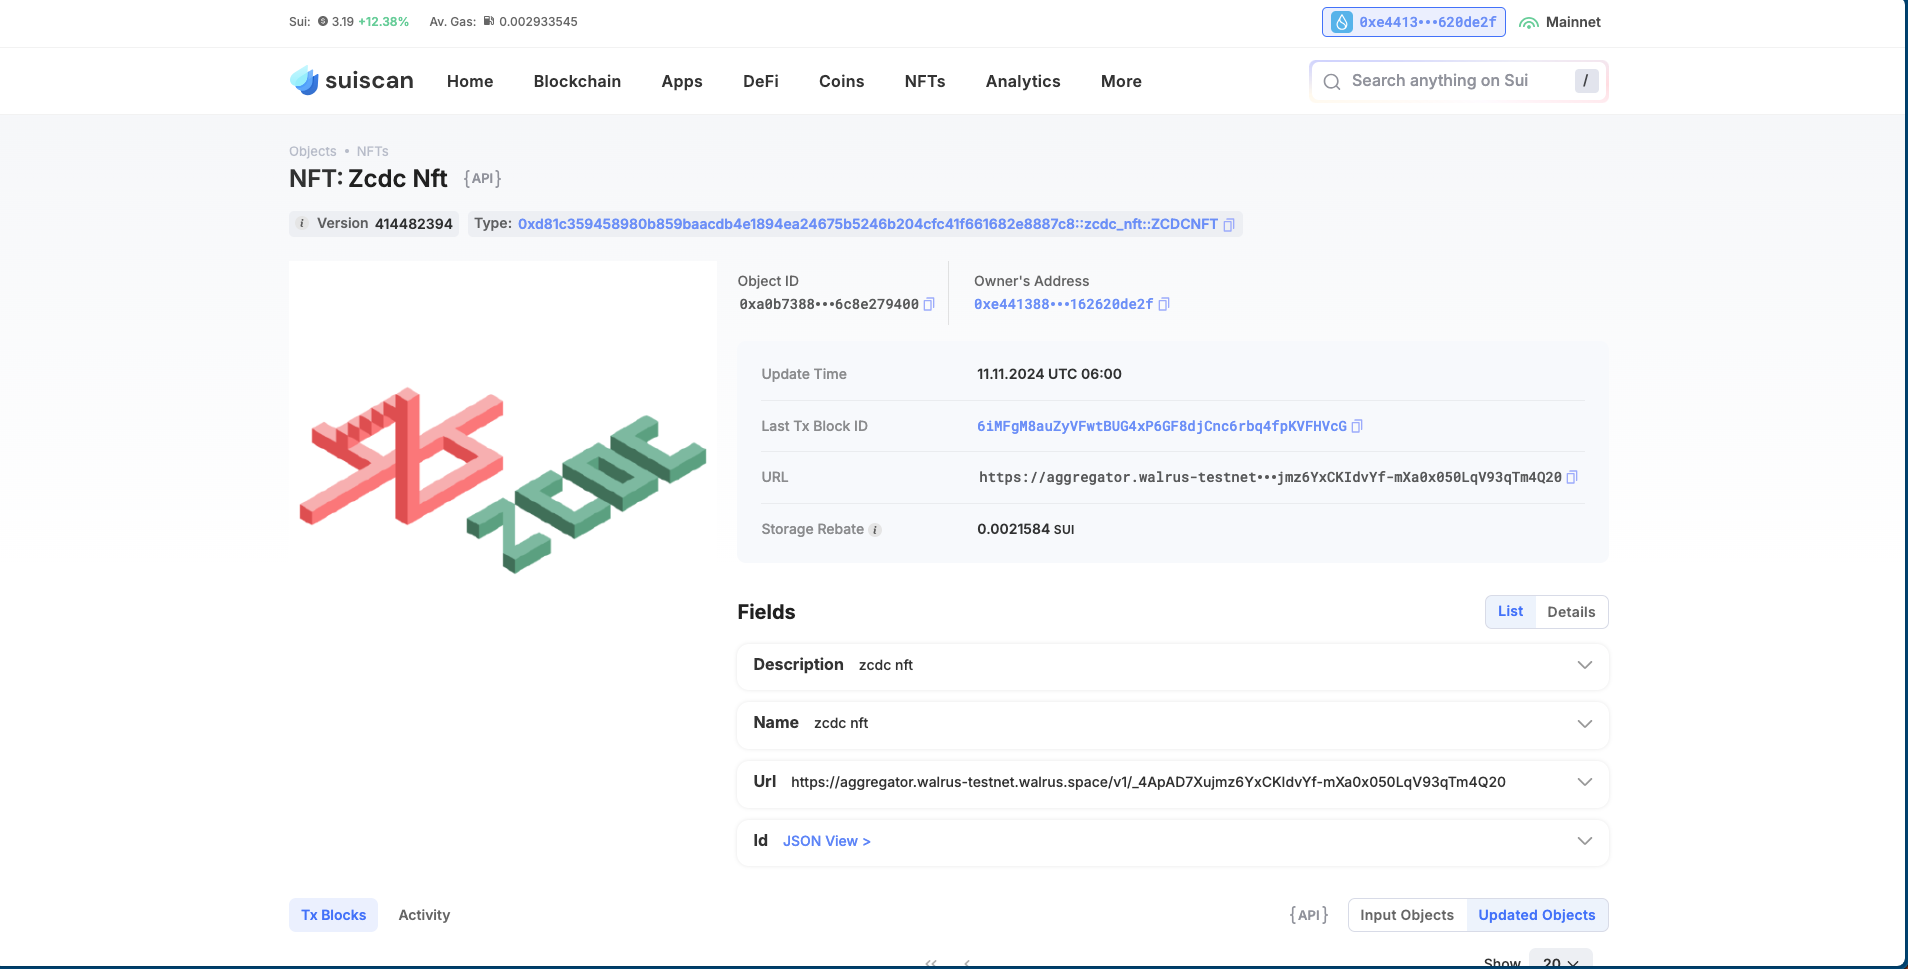 Sui: 3.19 +12.38% Av. Gas: 0.002933545
0xe4413•••620de2f Mainnet
suiscan Home Blockchain Apps DeFi Coins NFTs Analytics More Search anything on Sui /
Objects • NFTs
NFT: Zcdc Nft {API}
i Version 414482394 Type: 0xd81c359458980b859baacdb4e1894ea24675b5246b204cfc41f661682e8887c8::zcdc_nft::ZCDCNFT
Object ID Owner's Address
0xa0b7388•••6c8e279400 0xe441388•••162620de2f
Update Time 11.11.2024 UTC 06:00
Last Tx Block ID 6iMFgM8auZyVFwtBUG4xP6GF8djCnc6rbq4fpKVFHVcG
URL https://aggregator.walrus-testnet•••jmz6YxCKIdvYf-mXa0x050LqV93qTm4Q20
Storage Rebate i 0.0021584 SUI
Fields List Details
Description zcdc nft
Name zcdc nft
Url https://aggregator.walrus-testnet.walrus.space/v1/_4ApAD7Xujmz6YxCKIdvYf-mXa0x050LqV93qTm4Q20
Id JSON View >
Tx Blocks Activity {API} Input Objects Updated Objects
Show 20